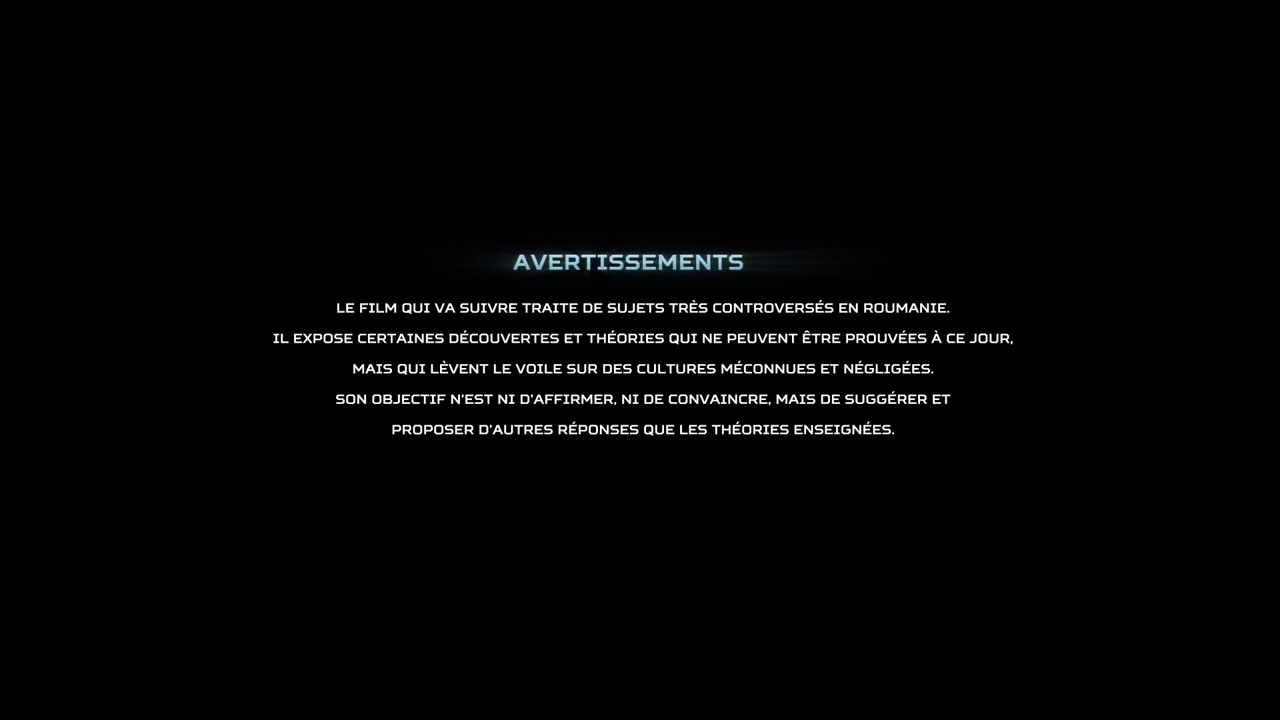 AVERTISSEMENTS
LE FILM QUI VA SUIVRE TRAITE DE SUJETS TRÈS CONTROVERSÉS EN ROUMANIE.
IL EXPOSE CERTAINES DÉCOUVERTES ET THÉORIES QUI NE PEUVENT ÊTRE PROUVÉES À CE JOUR,
MAIS QUI LÈVENT LE VOILE SUR DES CULTURES MÉCONNUES ET NÉGLIGÉES.
SON OBJECTIF N'EST NI D'AFFIRMER, NI DE CONVAINCRE, MAIS DE SUGGÉRER ET
PROPOSER D'AUTRES RÉPONSES QUE LES THÉORIES ENSEIGNÉES.